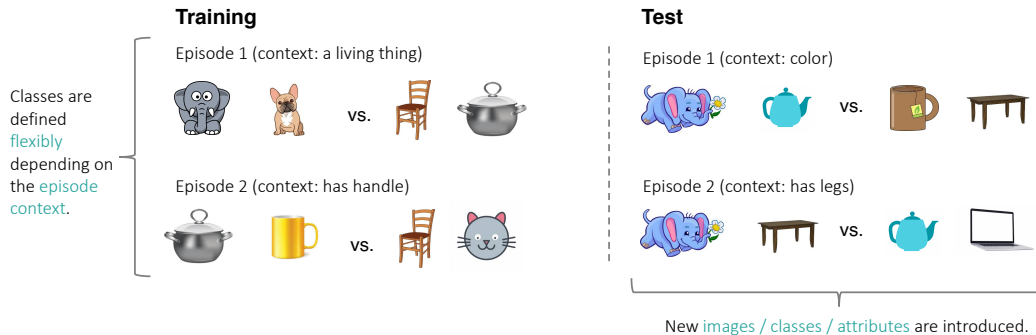 Training
Test
Classes are
defined
flexibly
depending on
the episode
context.
Episode 1 (context: a living thing)
vs.
Episode 2 (context: has handle)
vs.
Episode 1 (context: color)
vs.
Episode 2 (context: has legs)
vs.
New images / classes / attributes are introduced.